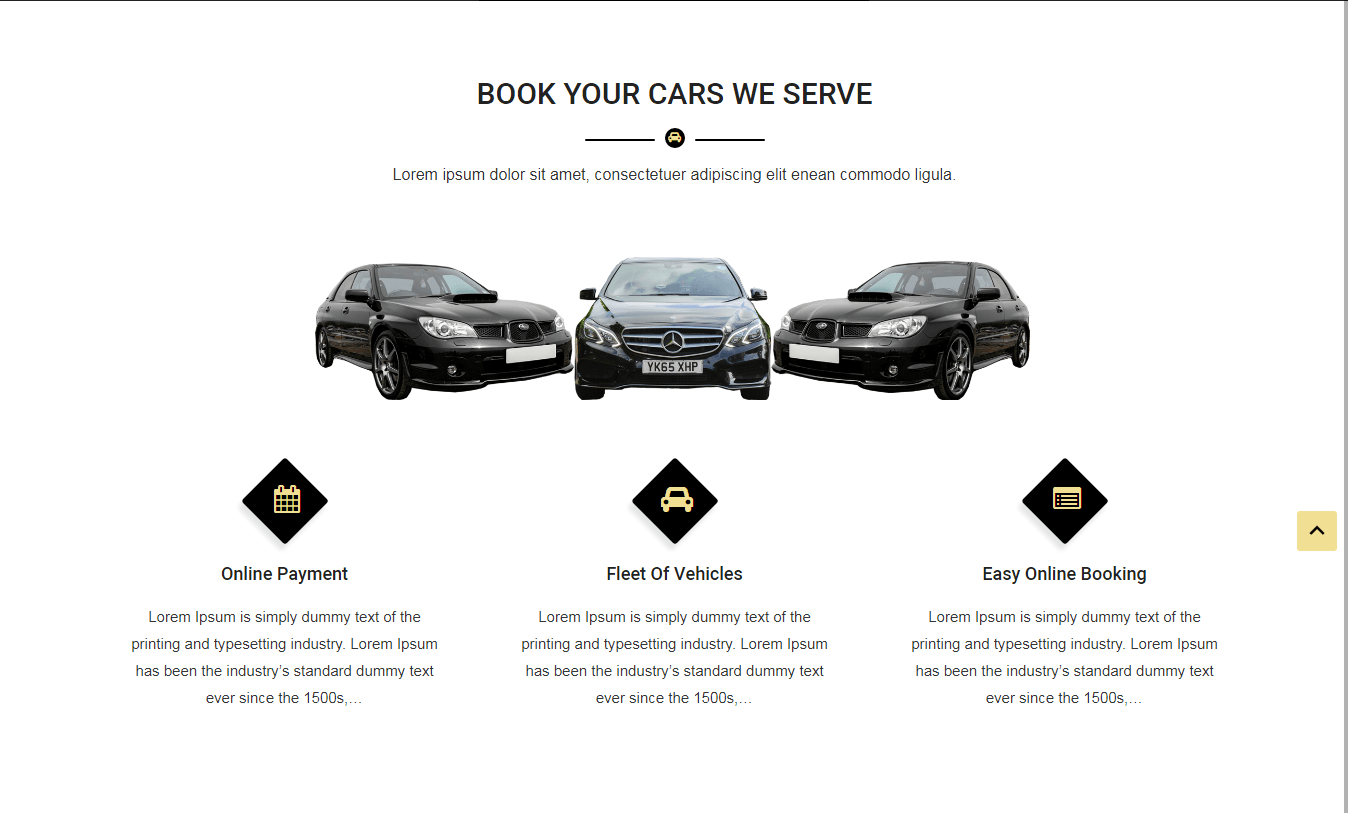 BOOK YOUR CARS WE SERVE
Lorem ipsum dolor sit amet, consectetuer adipiscing elit enean commodo ligula.
YK65 XHP
Online Payment
Lorem Ipsum is simply dummy text of the
printing and typesetting industry. Lorem Ipsum
has been the industry's standard dummy text
ever since the 1500s,…
Fleet Of Vehicles
Lorem Ipsum is simply dummy text of the
printing and typesetting industry. Lorem Ipsum
has been the industry's standard dummy text
ever since the 1500s,…
Easy Online Booking
Lorem Ipsum is simply dummy text of the
printing and typesetting industry. Lorem Ipsum
has been the industry's standard dummy text
ever since the 1500s,…